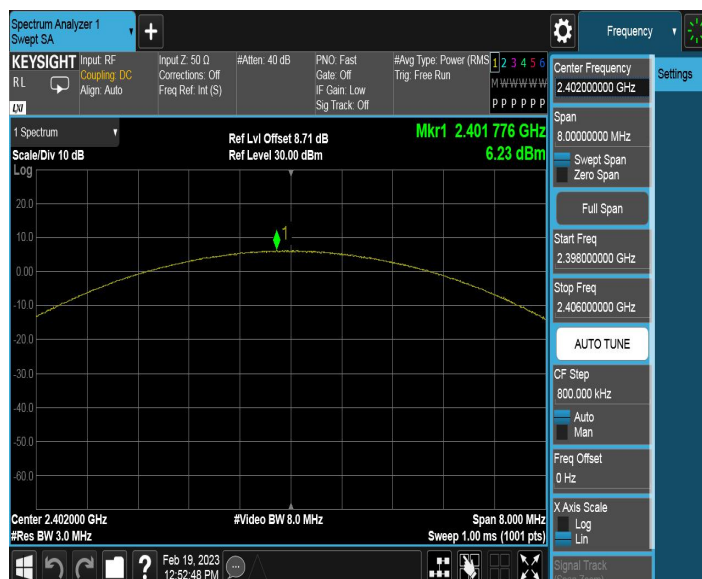 Spectrum Analyzer 1
Swept SA
+
Frequency
KEYSIGHT
R L
LXI
Input: RF
Coupling: DC
Align: Auto
Input Z: 50 Ω
Corrections: Off
Freq Ref: Int (S)
#Atten: 40 dB
PNO: Fast
Gate: Off
IF Gain: Low
Sig Track: Off
#Avg Type: Power (RMS
Trig: Free Run
1 2 3 4 5 6
M W W W W W
P P P P P P
1 Spectrum
Scale/Div 10 dB
Ref Lvl Offset 8.71 dB
Ref Level 30.00 dBm
Mkr1 2.401 776 GHz
6.23 dBm
Log
20.0
10.0
0.00
-10.0
-20.0
-30.0
-40.0
-50.0
-60.0
1
Center 2.402000 GHz
#Res BW 3.0 MHz
#Video BW 8.0 MHz
Span 8.000 MHz
Sweep 1.00 ms (1001 pts)
?
Feb 19, 2023
12:52:48 PM
Center Frequency
2.402000000 GHz
Span
8.00000000 MHz
Swept Span
Zero Span
Full Span
Start Freq
2.398000000 GHz
Stop Freq
2.406000000 GHz
AUTO TUNE
CF Step
800.000 kHz
Auto
Man
Freq Offset
0 Hz
X Axis Scale
Log
Lin
Signal Track
(Span Zoom)
Settings